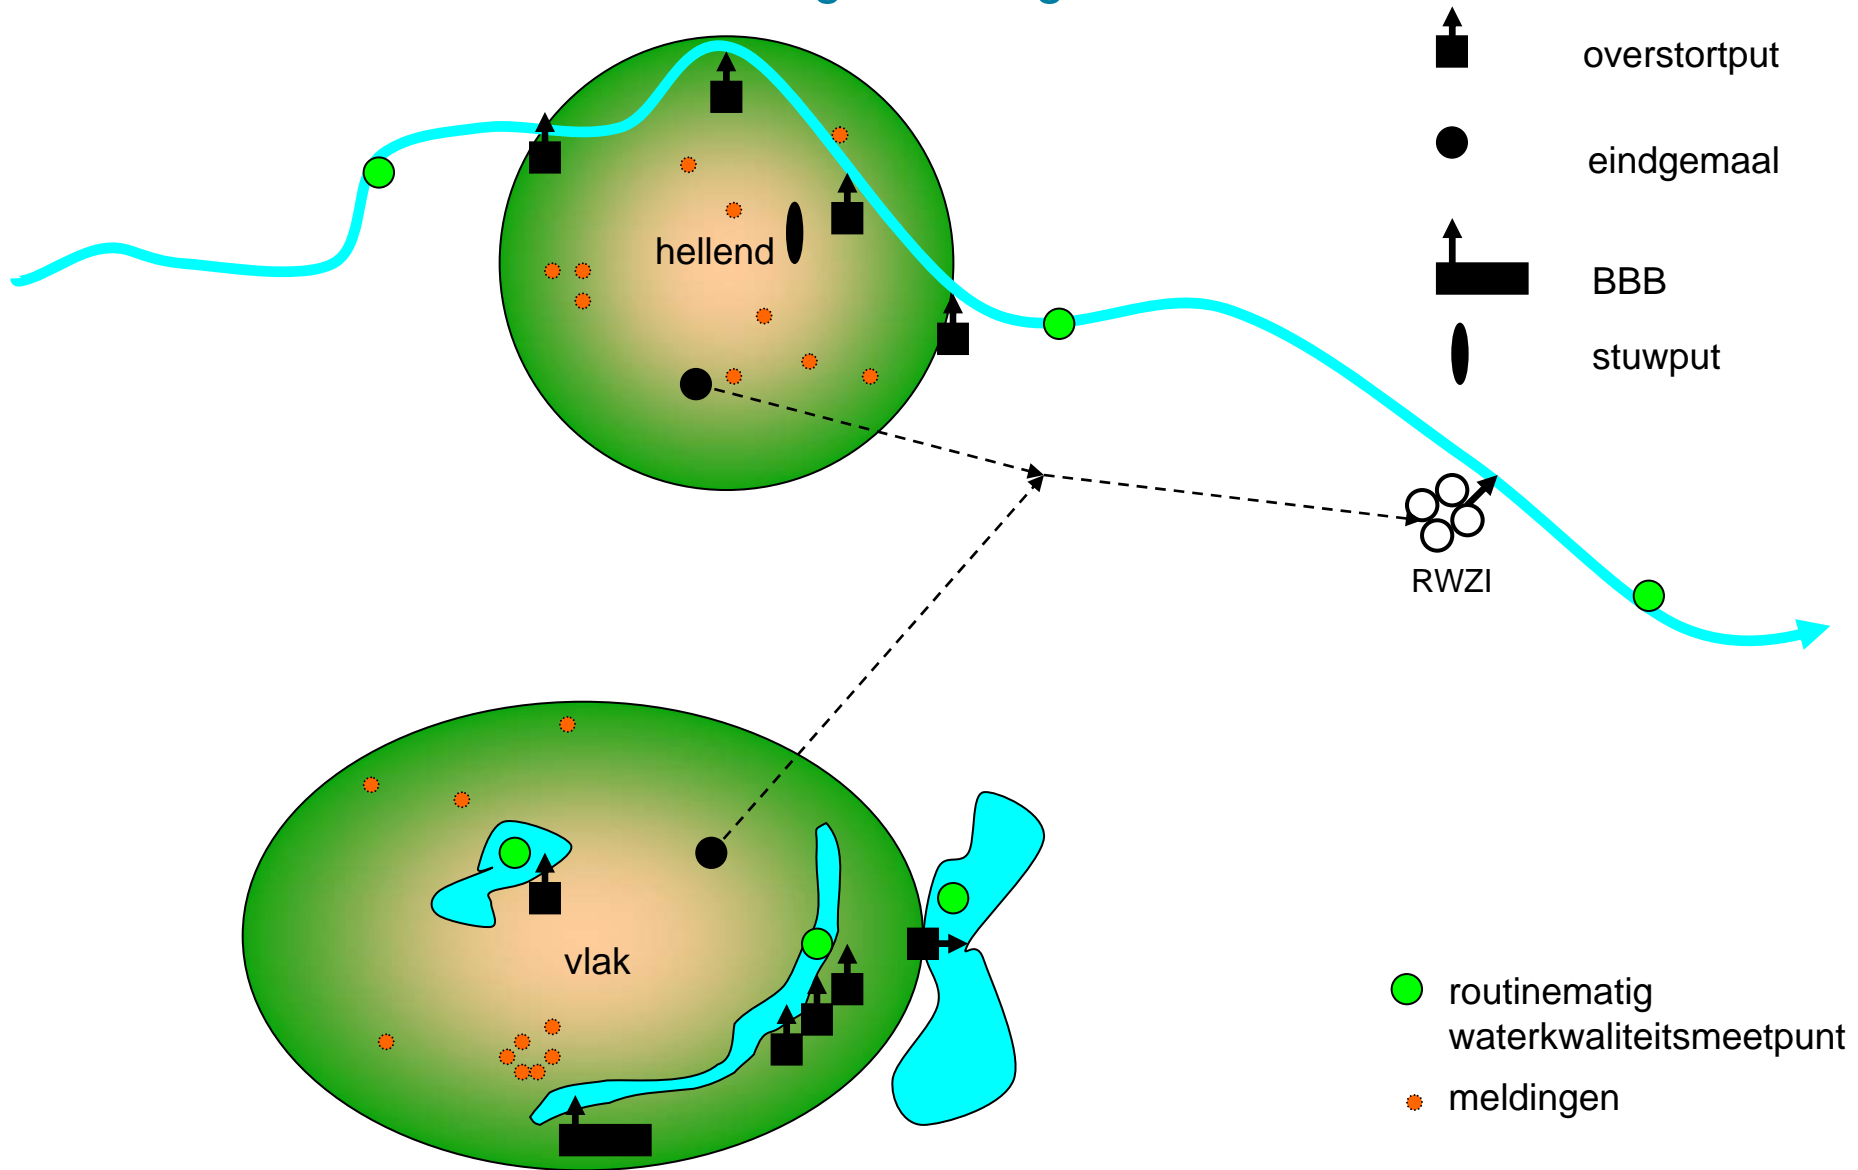 overstortput
eindgemaal
hellend
BBB
stuwput
RWZI
vlak
routinematig
waterkwaliteitsmeetpunt
meldingen